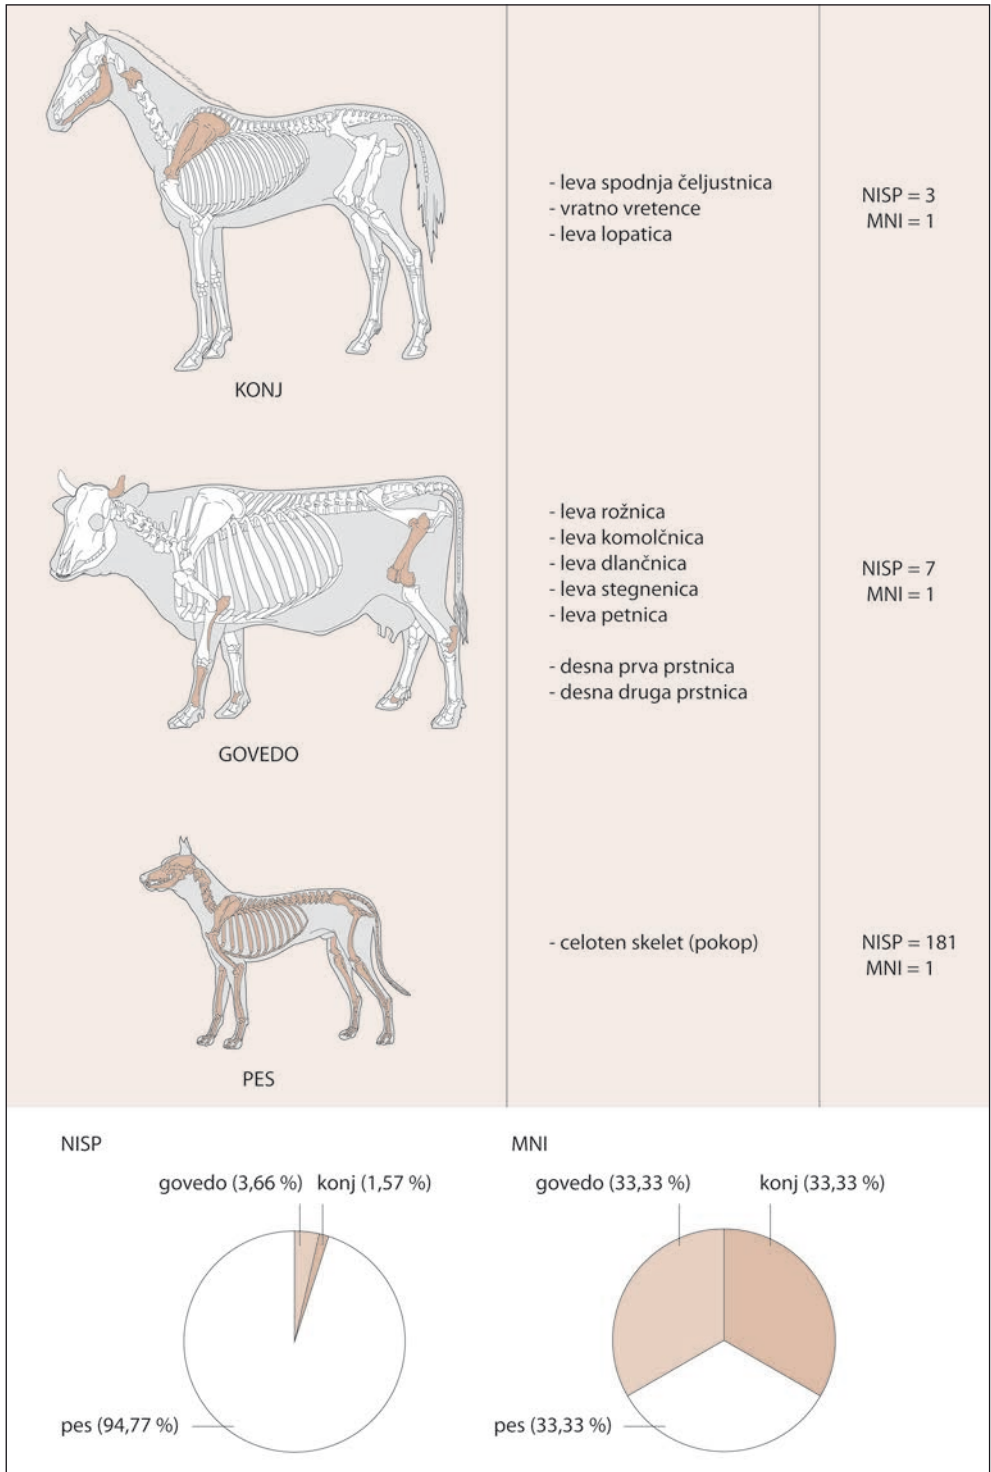 - leva spodnja čeljustnica
- vratno vretence
- leva lopatica
NISP = 3
MNI = 1
KONJ
- leva rožnica
- leva komolčnica
- leva dlančnica
- leva stegnenica
- leva petnica
- desna prva prstnica
- desna druga prstnica
NISP = 7
MNI = 1
GOVEDO
- celoten skelet (pokop)
NISP = 181
MNI = 1
PES
NISP
govedo (3,66 %) konj (1,57 %)
pes (94,77 %)
MNI
govedo (33,33 %) konj (33,33 %)
pes (33,33 %)